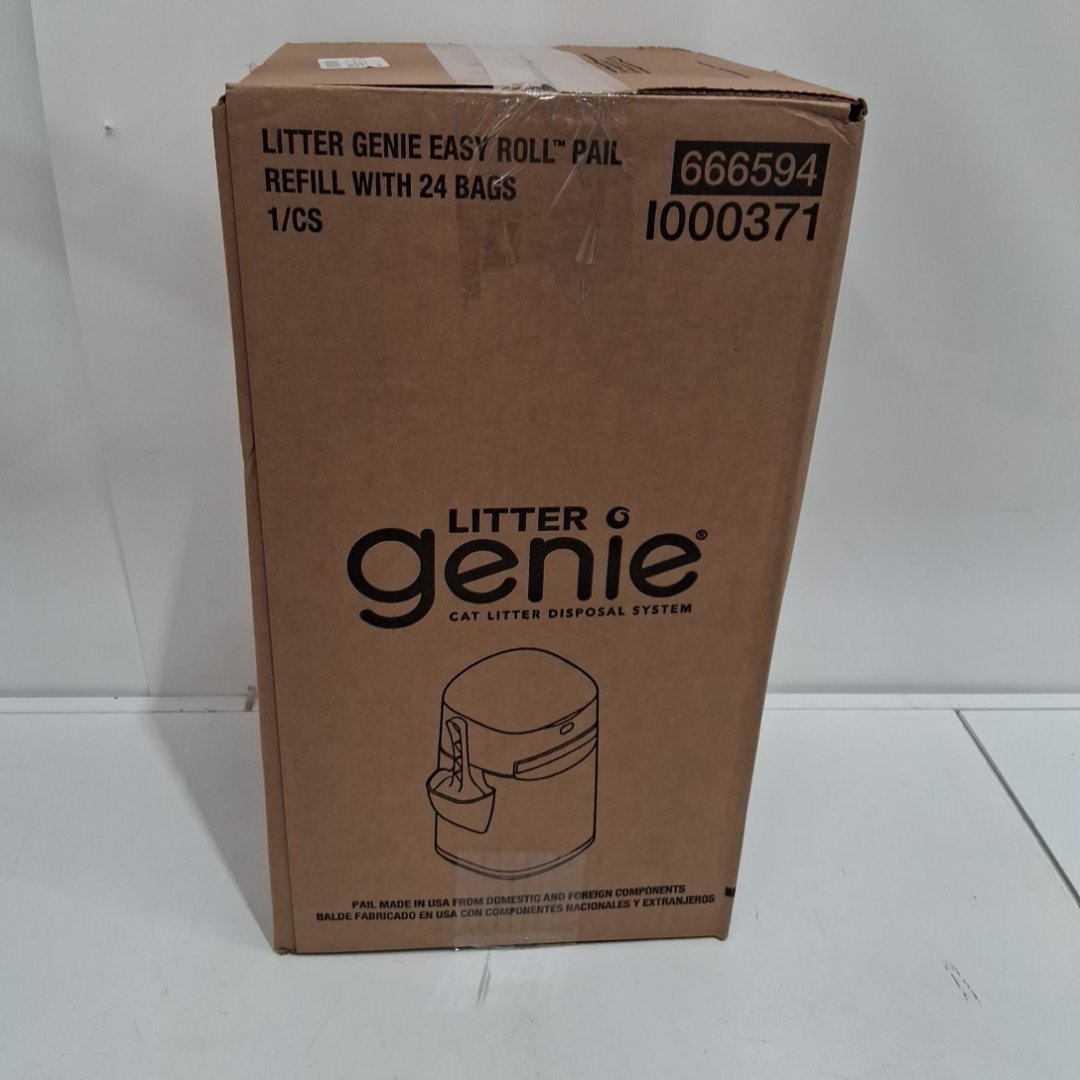 LITTER GENIE EASY ROLL™ PAIL
REFILL WITH 24 BAGS
1/CS
666594
I000371
LITTER
genie®
CAT LITTER DISPOSAL SYSTEM
PAIL MADE IN USA FROM DOMESTIC AND FOREIGN COMPONENTS
BALDE FABRICADO EN USA CON COMPONENTES NACIONALES Y EXTRANJEROS